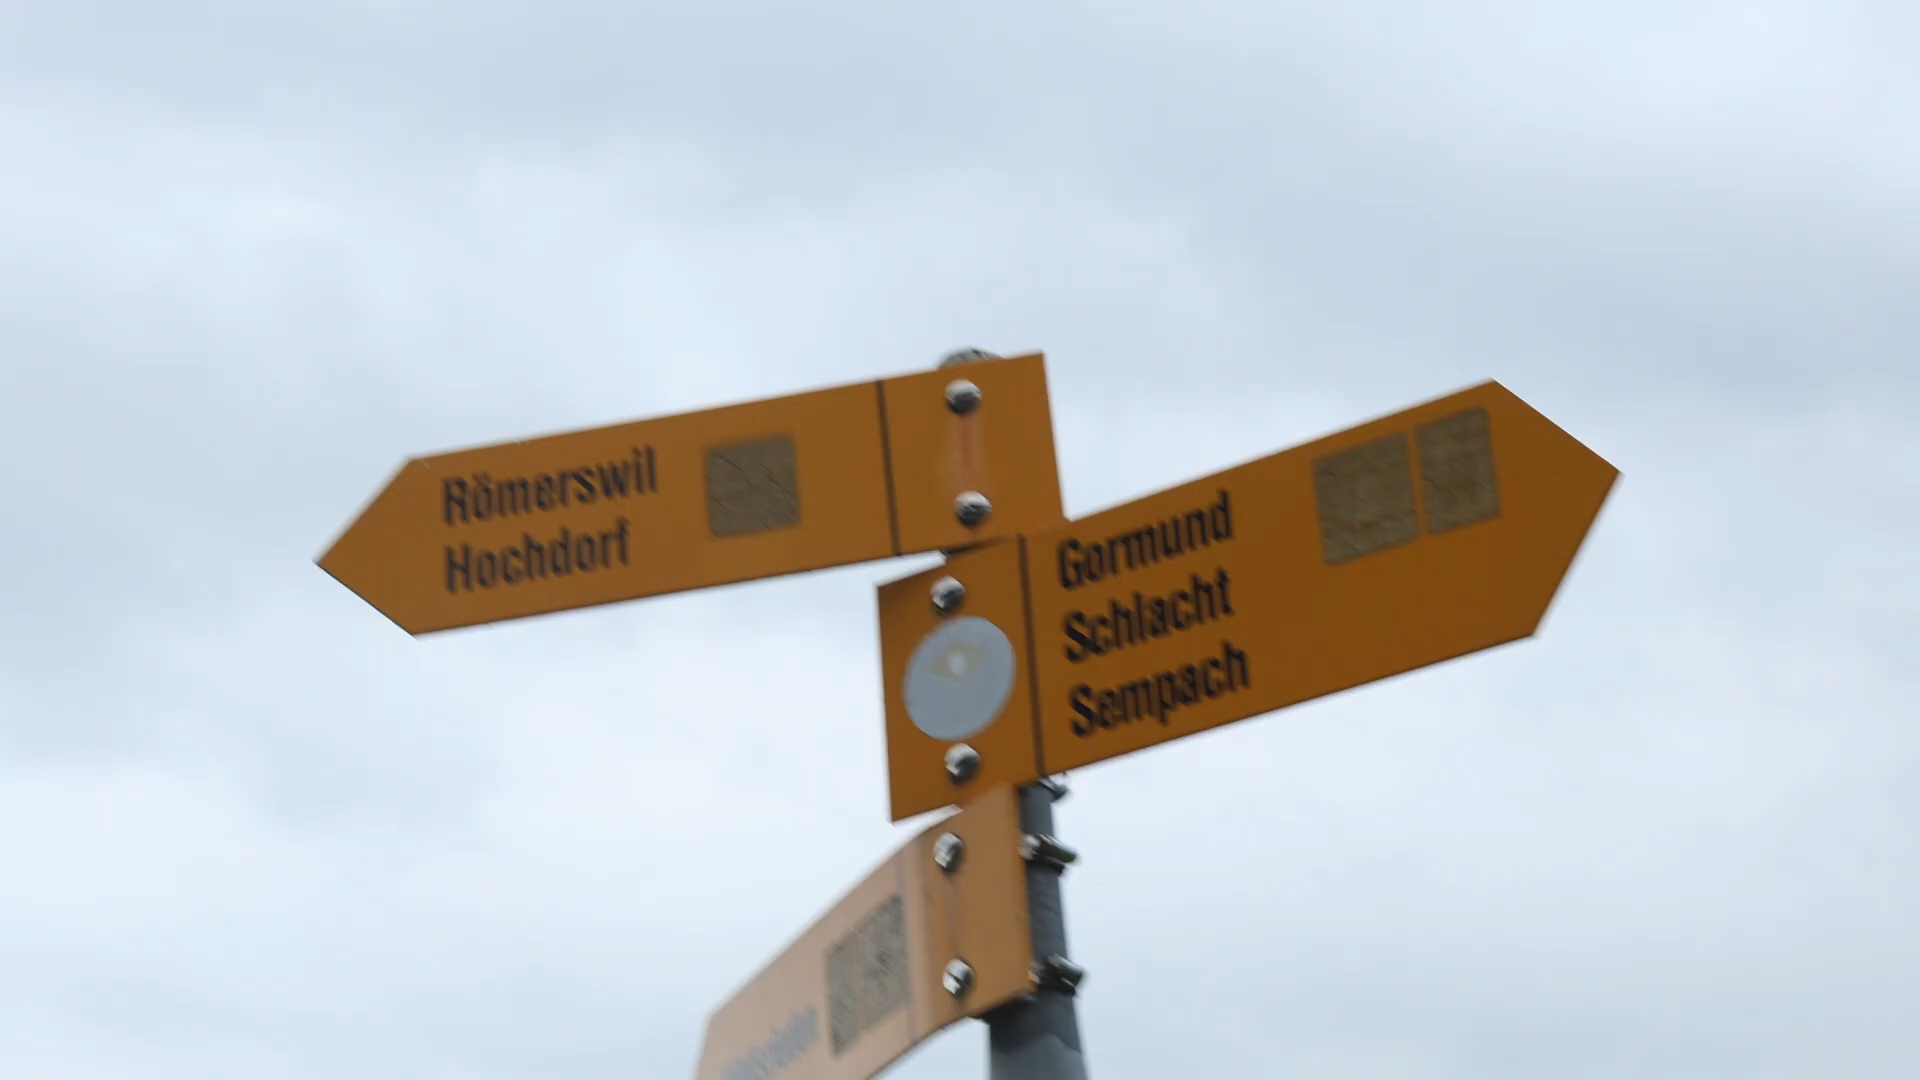 Römerswil
Hochdorf
Gormund
Schlacht
Sempach